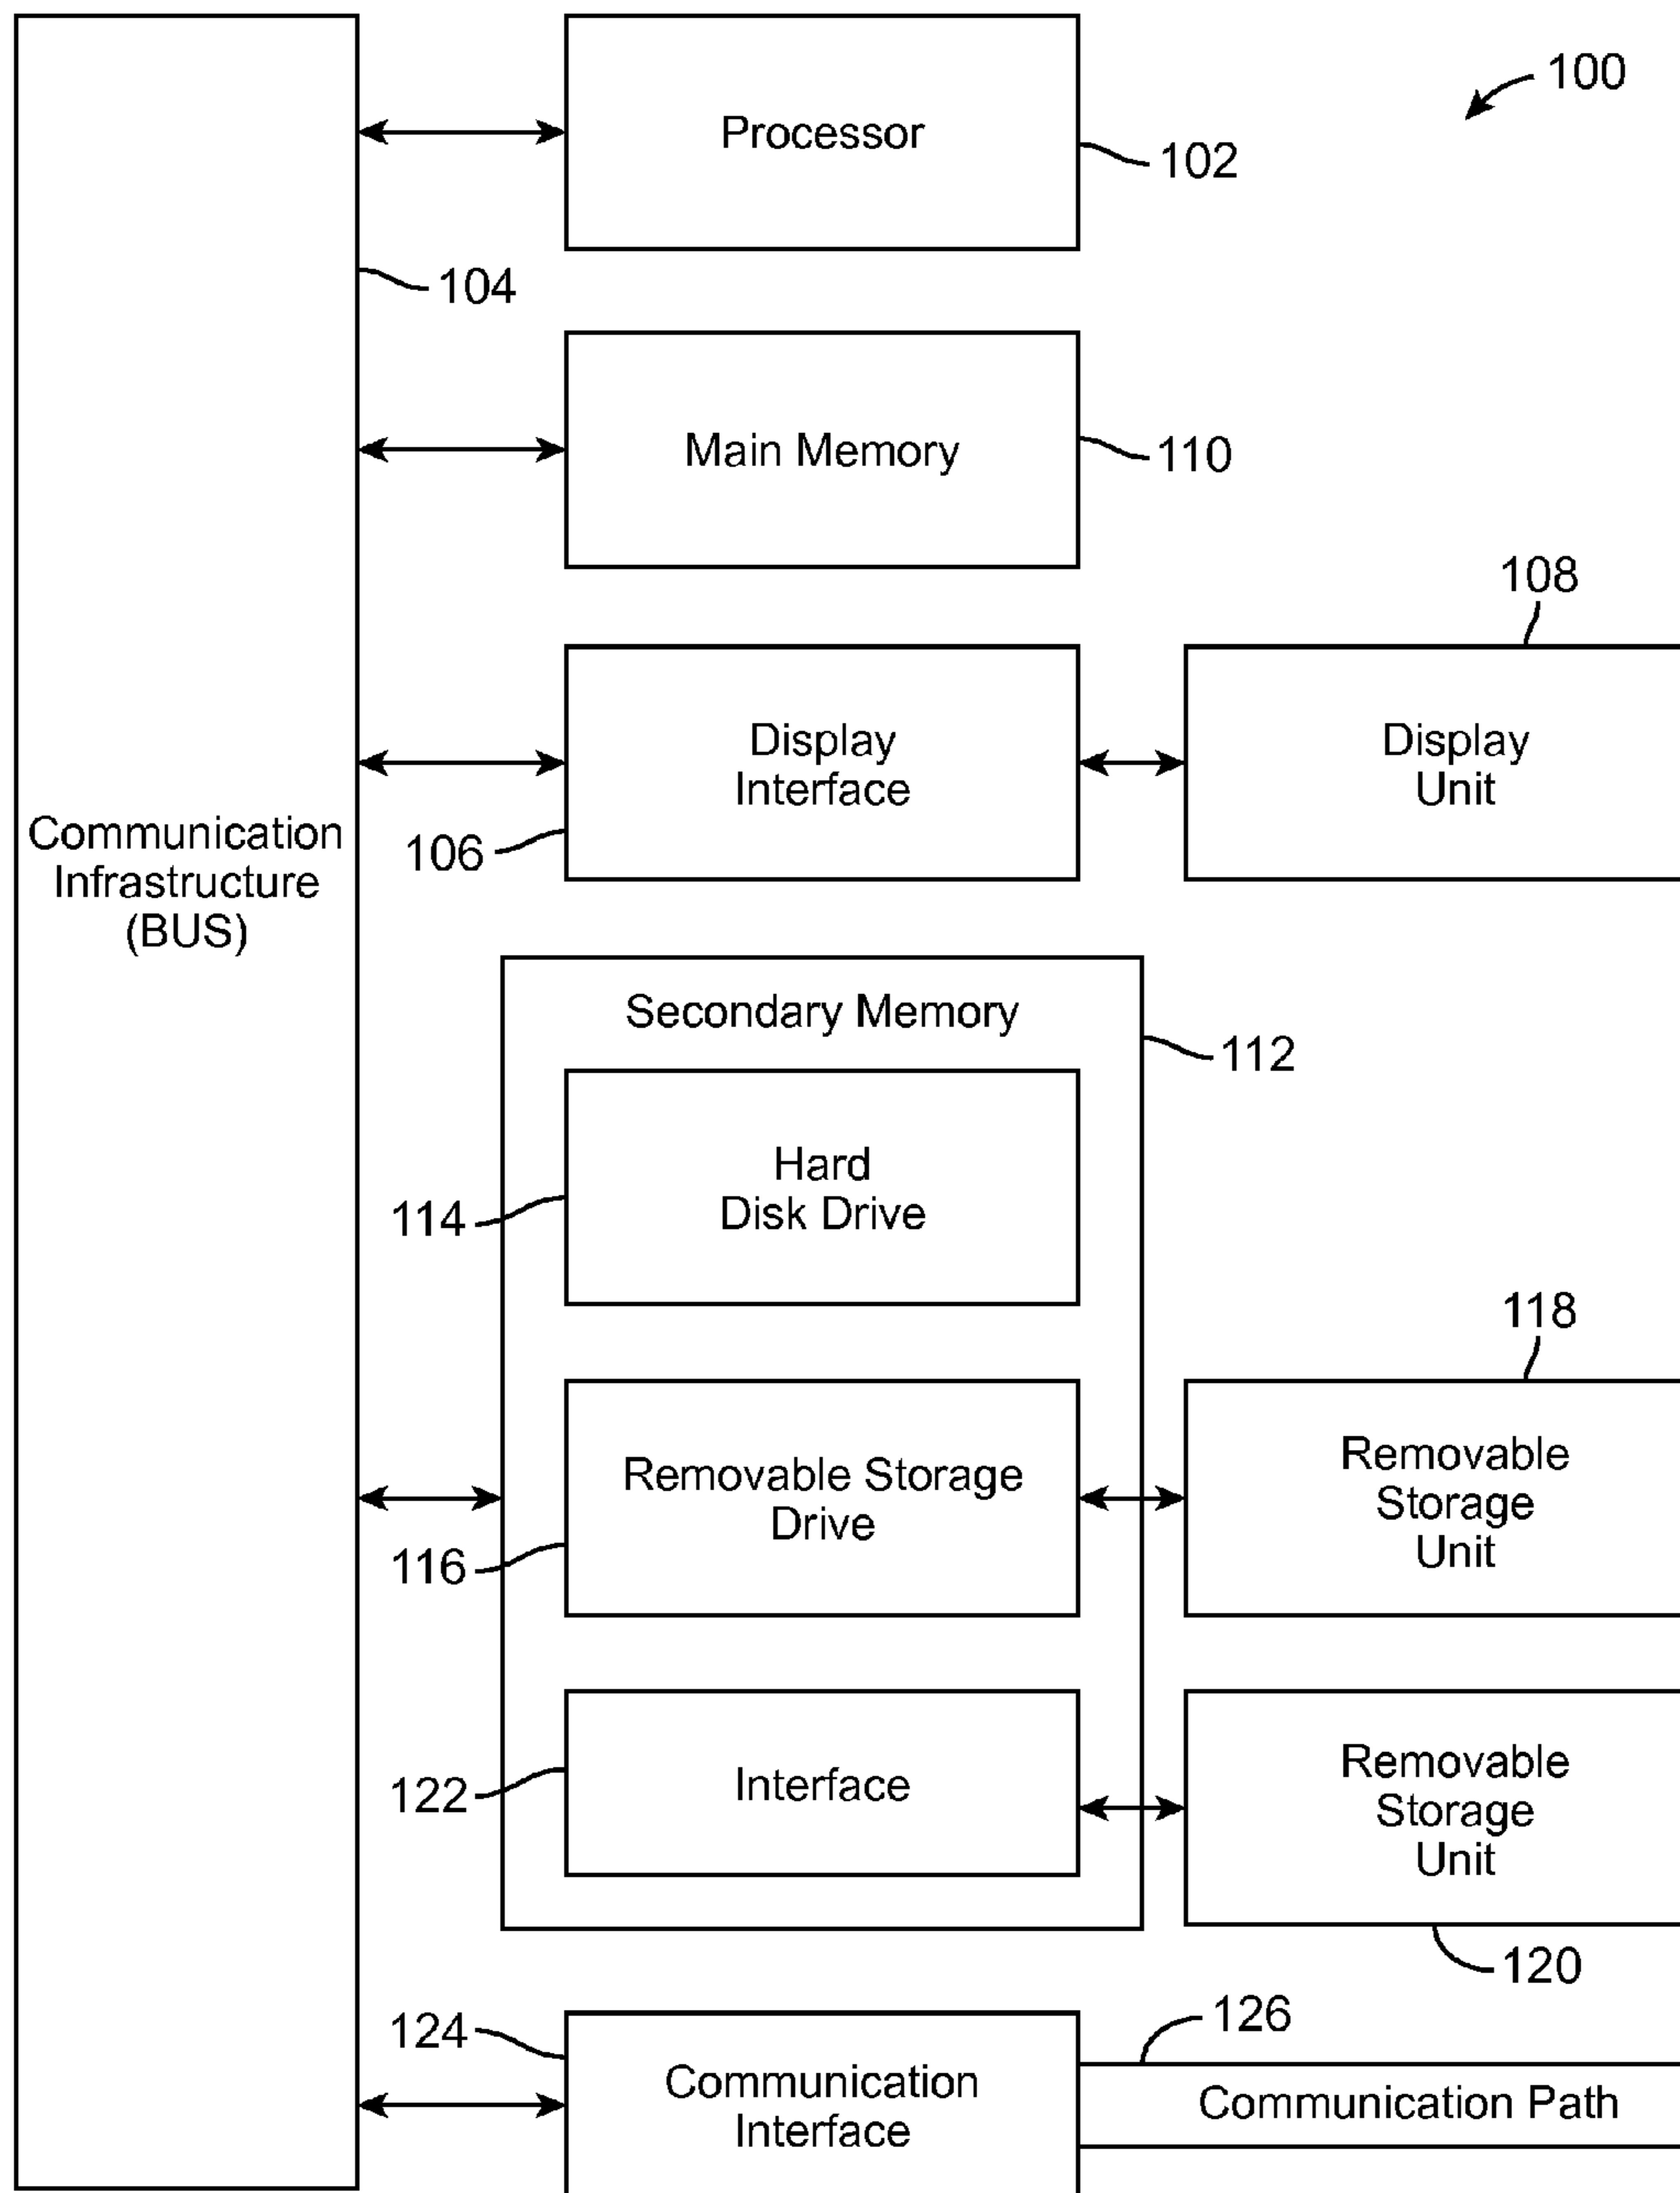 100
Processor
102
104
Main Memory
110
108
Display
Interface
Display
Unit
106
Communication
Infrastructure
(BUS)
Secondary Memory
112
Hard
Disk Drive
114
118
Removable Storage
Drive
Removable
Storage
Unit
116
Interface
122
Removable
Storage
Unit
120
124
126
Communication
Interface
Communication Path